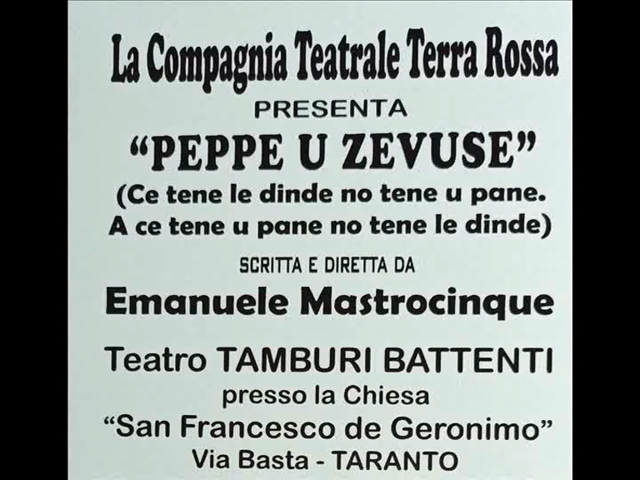 La Compagnia Teatrale Terra Rossa
PRESENTA
“PEPPE U ZEVUSE”
(Ce tene le dinde no tene u pane.
A ce tene u pane no tene le dinde)
SCRITTA E DIRETTA DA
Emanuele Mastrocinque
Teatro TAMBURI BATTENTI
presso la Chiesa
“San Francesco de Geronimo”
Via Basta - TARANTO